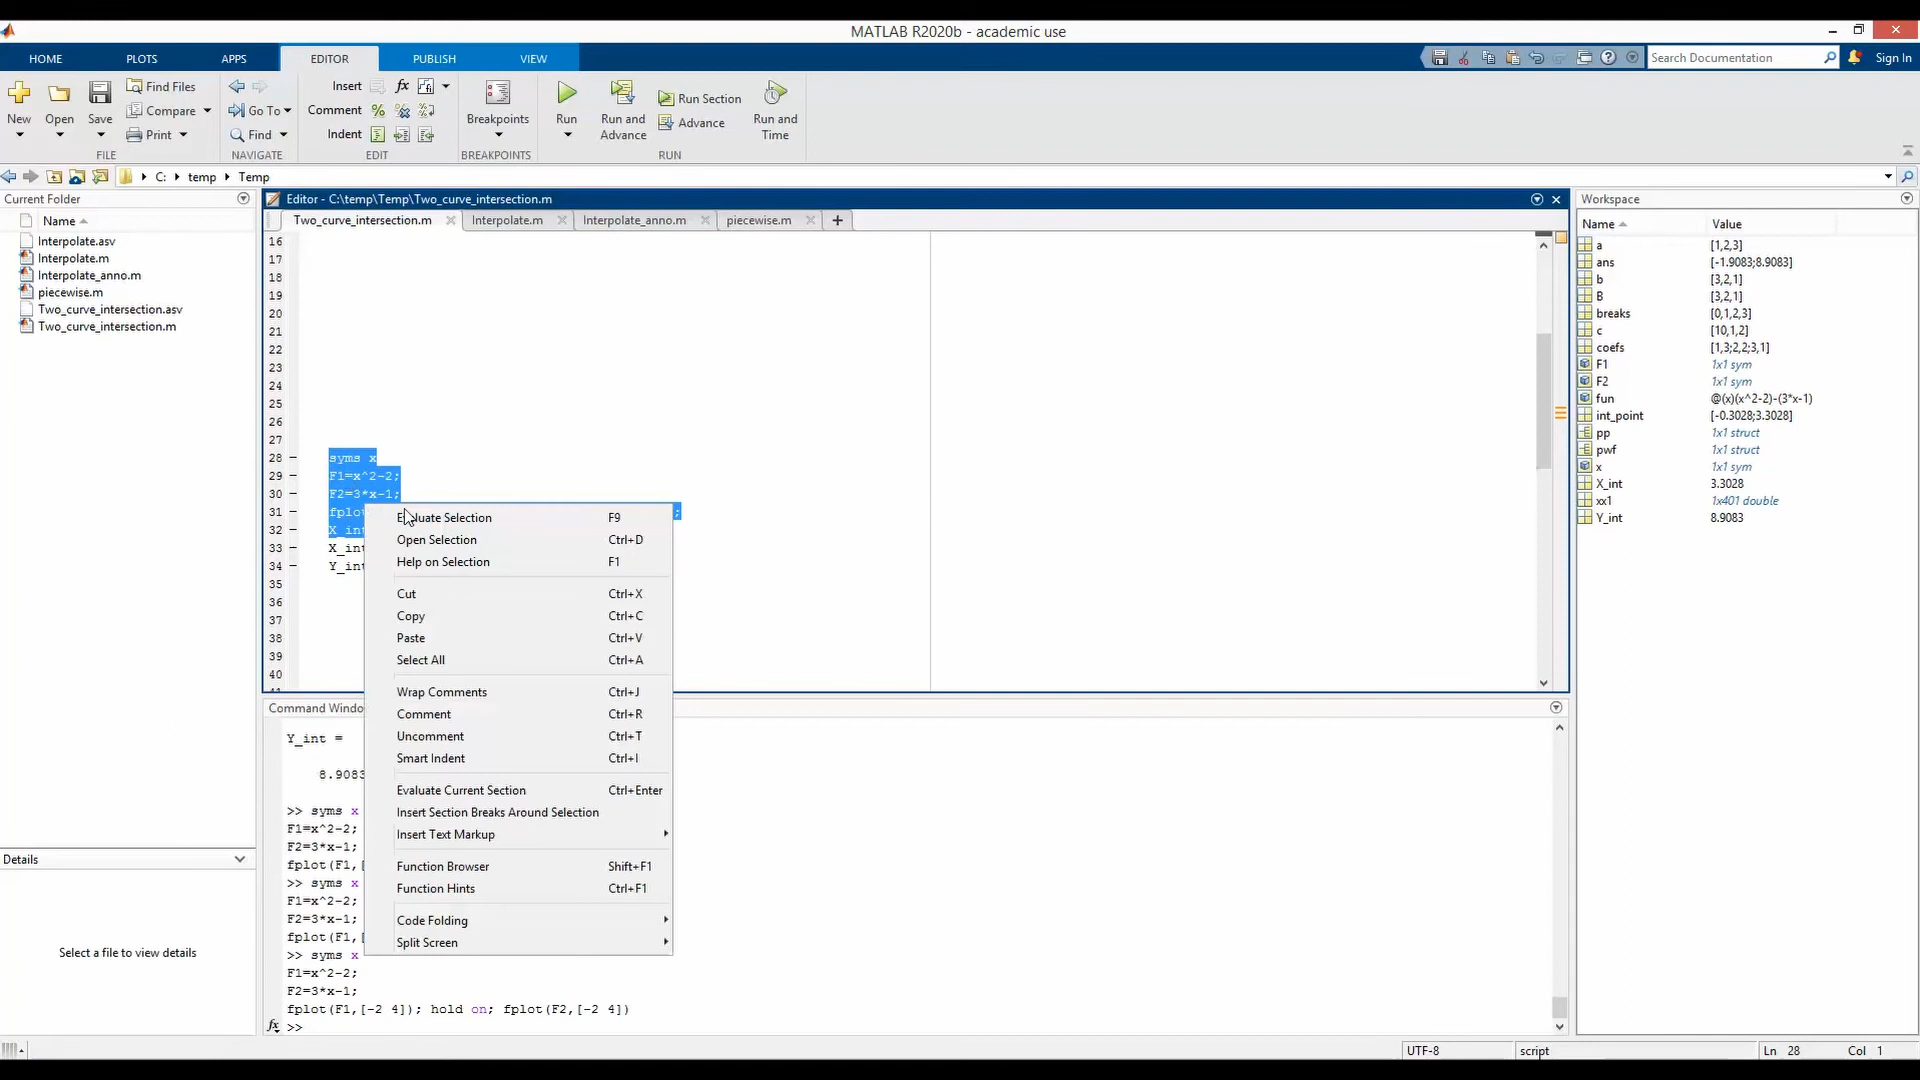 MATLAB R2020b - academic use
HOME PLOTS APPS EDITOR PUBLISH VIEW
Search Documentation
Sign In
New Open Save
Find Files
Compare
Print
FILE
Go To
Find
NAVIGATE
Insert
Comment
Indent
EDIT
Breakpoints
BREAKPOINTS
Run
Run and Advance
Run Section
Advance
Run and Time
RUN
C: temp Temp
Current Folder
Name
Interpolate.asv
Interpolate.m
Interpolate_anno.m
piecewise.m
Two_curve_intersection.asv
Two_curve_intersection.m
Details
Select a file to view details
Editor - C:\temp\Temp\Two_curve_intersection.m
Two_curve_intersection.m Interpolate.m Interpolate_anno.m piecewise.m +
16
17
18
19
20
21
22
23
24
25
26
27
28 – syms x
29 – F1=x^2-2;
30 – F2=3*x-1;
31 – fplo ;
32 – X_int
33 – X_int
34 – Y_int
35
36
37
38
39
40
Evaluate Selection F9
Open Selection Ctrl+D
Help on Selection F1
Cut Ctrl+X
Copy Ctrl+C
Paste Ctrl+V
Select All Ctrl+A
Wrap Comments Ctrl+J
Comment Ctrl+R
Uncomment Ctrl+T
Smart Indent Ctrl+I
Evaluate Current Section Ctrl+Enter
Insert Section Breaks Around Selection
Insert Text Markup
Function Browser Shift+F1
Function Hints Ctrl+F1
Code Folding
Split Screen
Command Windo
Y_int =
8.9083
>> syms x
F1=x^2-2;
F2=3*x-1;
fplot(F1,[
>> syms x
F1=x^2-2;
F2=3*x-1;
fplot(F1,[
>> syms x
F1=x^2-2;
F2=3*x-1;
fplot(F1,[-2 4]); hold on; fplot(F2,[-2 4])
fx >>
Workspace
Name Value
a [1,2,3]
ans [-1.9083;8.9083]
b [3,2,1]
B [3,2,1]
breaks [0,1,2,3]
c [10,1,2]
coefs [1,3;2,2;3,1]
F1 1x1 sym
F2 1x1 sym
fun @(x)(x^2-2)-(3*x-1)
int_point [-0.3028;3.3028]
pp 1x1 struct
pwf 1x1 struct
x 1x1 sym
X_int 3.3028
xx1 1x401 double
Y_int 8.9083
UTF-8 script Ln 28 Col 1